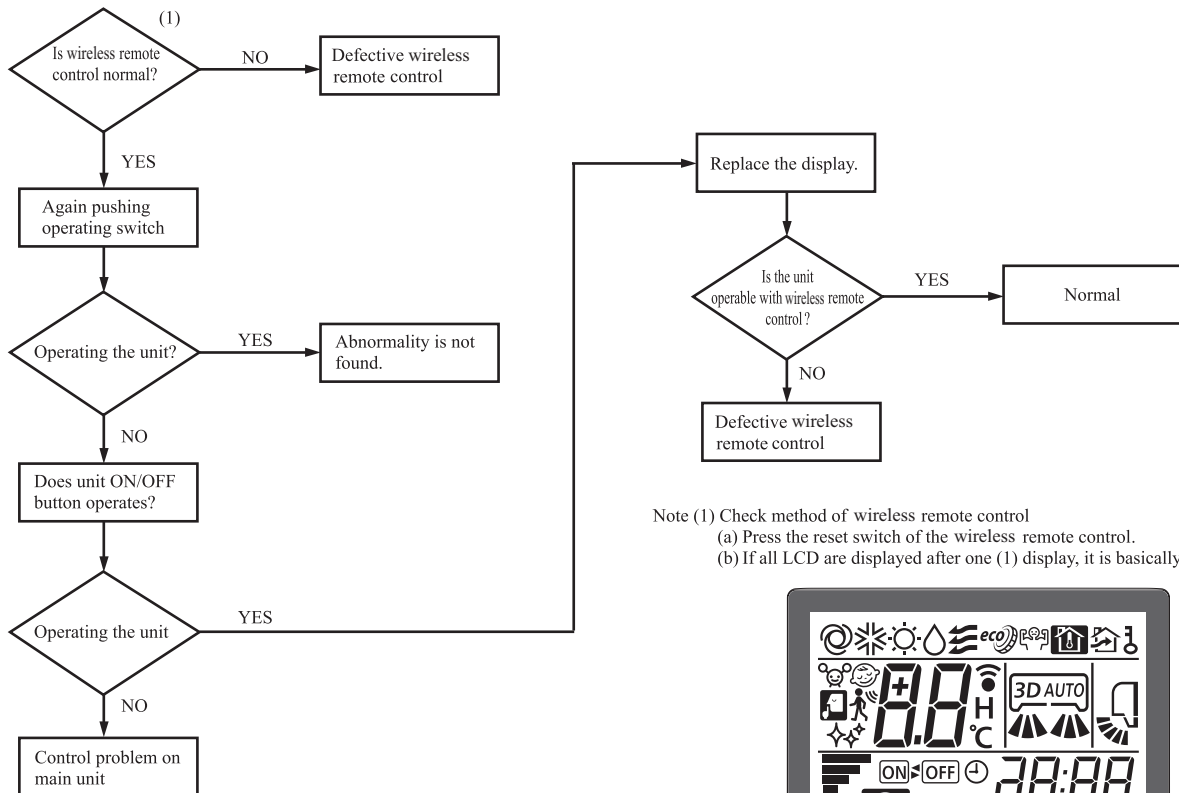 (1)
Is wireless remote
control normal?
NO
Defective wireless
remote control
YES
Again pushing
operating switch
Operating the unit?
YES
Abnormality is not
found.
NO
Does unit ON/OFF
button operates?
Operating the unit
YES
NO
Control problem on
main unit
Replace the display.
Is the unit
operable with wireless remote
control ?
YES
Normal
NO
Defective wireless
remote control
Note (1) Check method of wireless remote control
(a) Press the reset switch of the wireless remote control.
(b) If all LCD are displayed after one (1) display, it is basically
eco
8.8
H
°C
3D AUTO
ON OFF